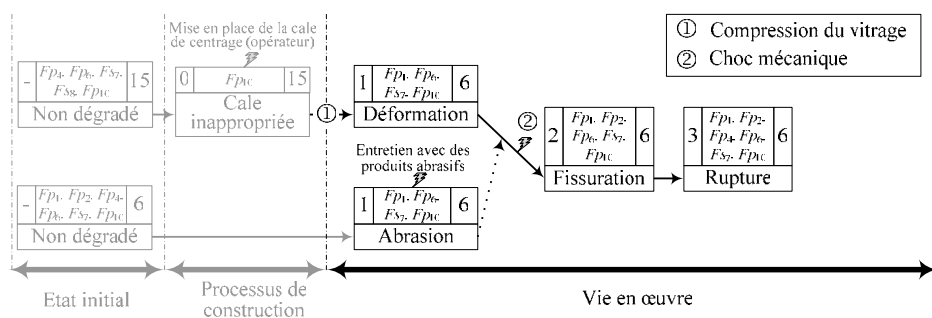 ① Compression du vitrage
② Choc mécanique
Mise en place de la cale
de centrage (opérateur)
- Fp4. Fp6. Fs7. 15
Fs8. Fp1C
Non dégradé
0 Fp1C 15
Cale
inappropriée
①
1 Fp1. Fp6. 6
Fs7. Fp1C
Déformation
②
2 Fp1. Fp2. 6
Fp6. Fs7.
Fp1C
Fissuration
3 Fp1. Fp2. 6
Fp4. Fp6.
Fs7. Fp1C
Rupture
Entretien avec des
produits abrasifs
- Fp1. Fp2. Fp4. 6
Fp6. Fs7. Fp1C
Non dégradé
1 Fp1. Fp6. 6
Fs7. Fp1C
Abrasion
Etat initial
Processus de
construction
Vie en œuvre